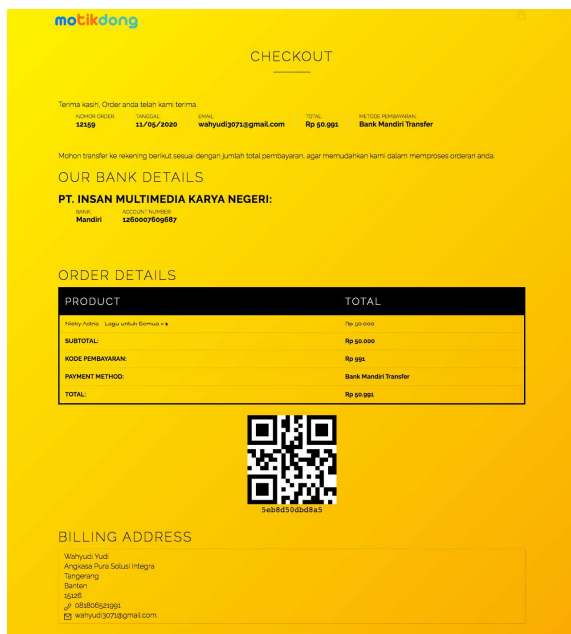 motikdong
CHECKOUT
Terima kasih, Order anda telah kami terima.
NOMOR ORDER TANGGAL EMAIL TOTAL METODE PEMBAYARAN
12159 11/05/2020 wahyudi3071@gmail.com Rp 50.991 Bank Mandiri Transfer
Mohon transfer ke rekening berikut sesuai dengan jumlah total pembayaran, agar memudahkan kami dalam memproses orderan anda.
OUR BANK DETAILS
PT. INSAN MULTIMEDIA KARYA NEGERI:
BANK ACCOUNT NUMBER
Mandiri 1260007609687
ORDER DETAILS
PRODUCT TOTAL
Nicky Astria Lagu untuk Semua × 1 Rp 50.000
SUBTOTAL: Rp 50.000
KODE PEMBAYARAN: Rp 991
PAYMENT METHOD: Bank Mandiri Transfer
TOTAL: Rp 50.991
5eb8d50dbd8a5
BILLING ADDRESS
Wahyudi Yudi
Angkasa Pura Solusi Integra
Tangerang
Banten
15126
081806521991
wahyudi3071@gmail.com